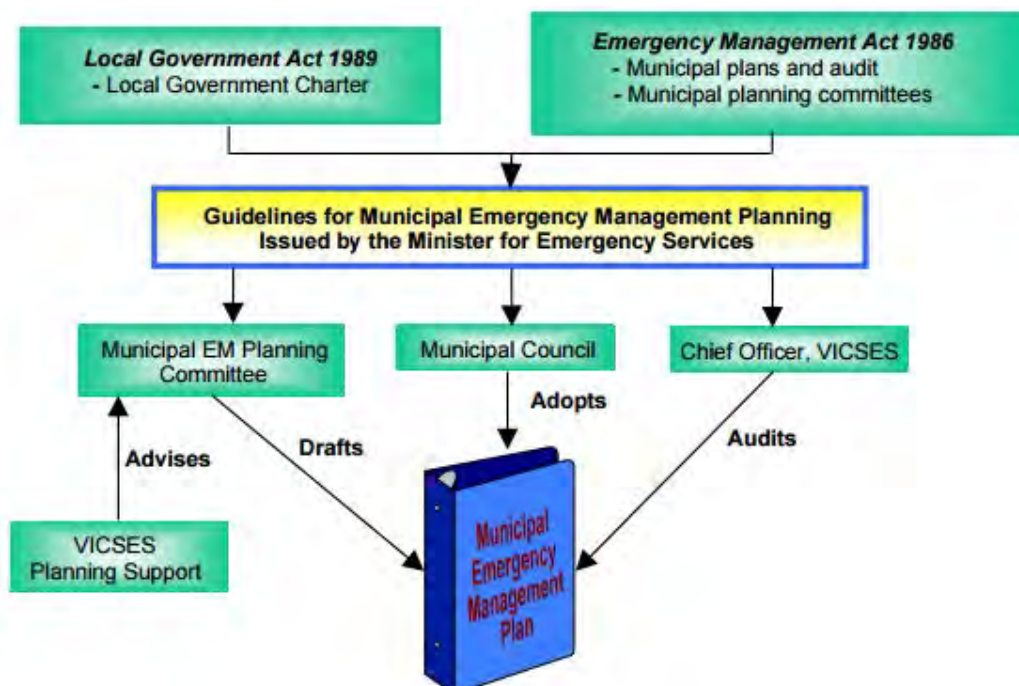 Local Government Act 1989
- Local Government Charter
Emergency Management Act 1986
- Municipal plans and audit
- Municipal planning committees
Guidelines for Municipal Emergency Management Planning
Issued by the Minister for Emergency Services
Municipal EM Planning
Committee
Municipal Council
Chief Officer, VICSES
Advises
Drafts
Adopts
Audits
VICSES
Planning Support
Municipal
Emergency
Management
Plan